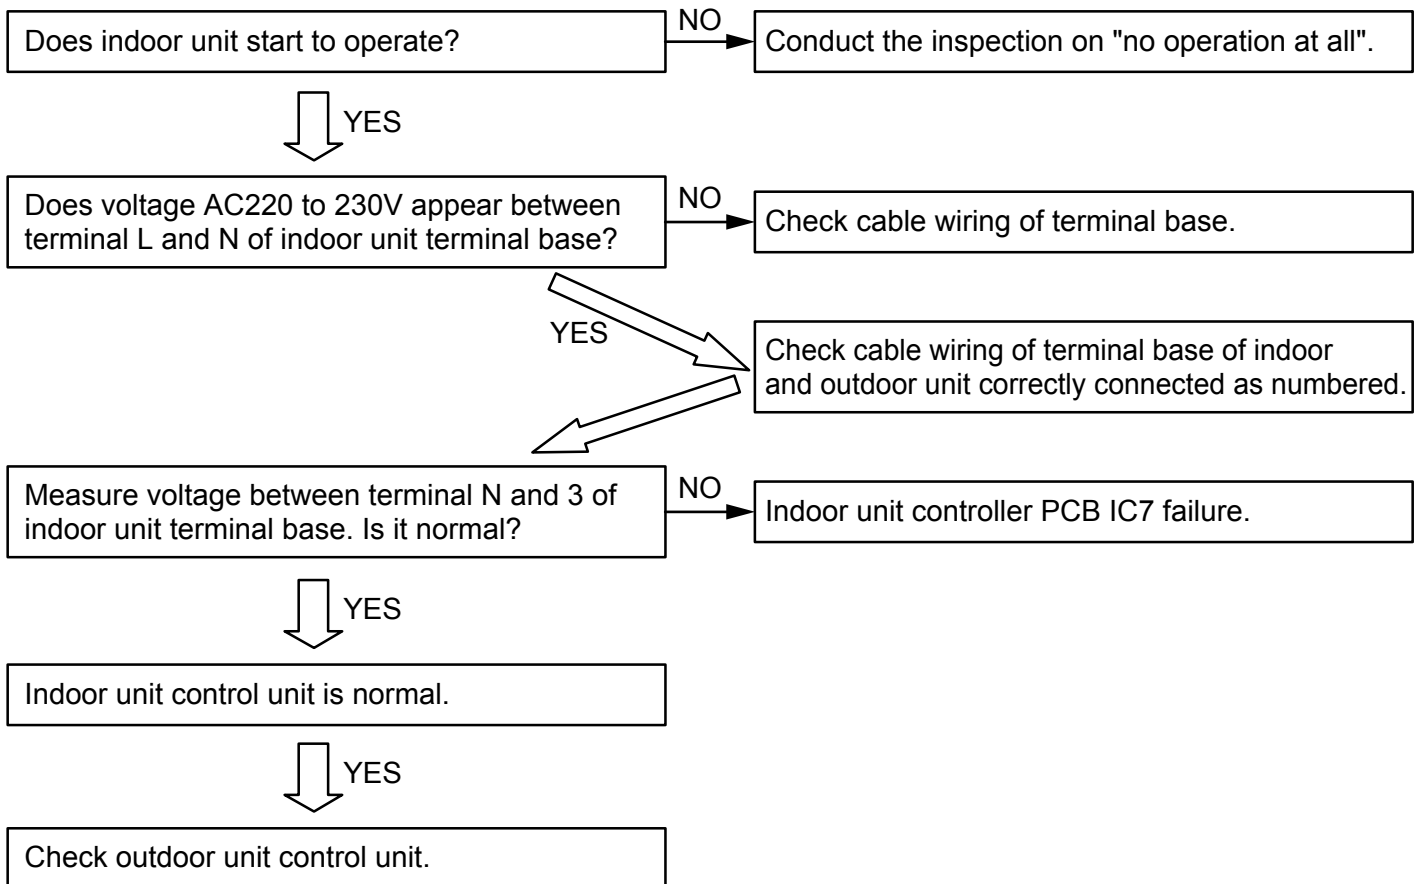 Does indoor unit start to operate?
NO
Conduct the inspection on "no operation at all".
YES
Does voltage AC220 to 230V appear between
terminal L and N of indoor unit terminal base?
NO
Check cable wiring of terminal base.
YES
Check cable wiring of terminal base of indoor
and outdoor unit correctly connected as numbered.
Measure voltage between terminal N and 3 of
indoor unit terminal base. Is it normal?
NO
Indoor unit controller PCB IC7 failure.
YES
Indoor unit control unit is normal.
YES
Check outdoor unit control unit.